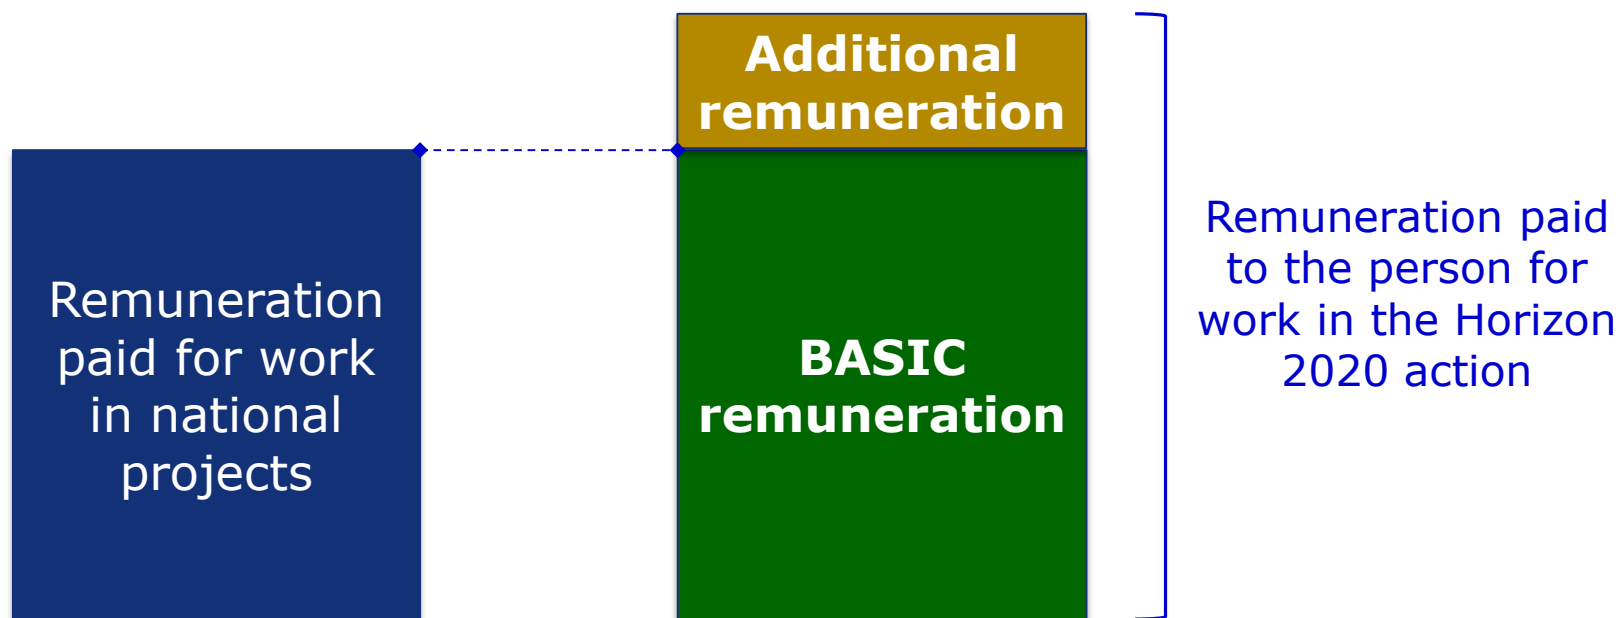 Additional
remuneration
Remuneration
paid for work
in national
projects
BASIC
remuneration
Remuneration paid
to the person for
work in the Horizon
2020 action